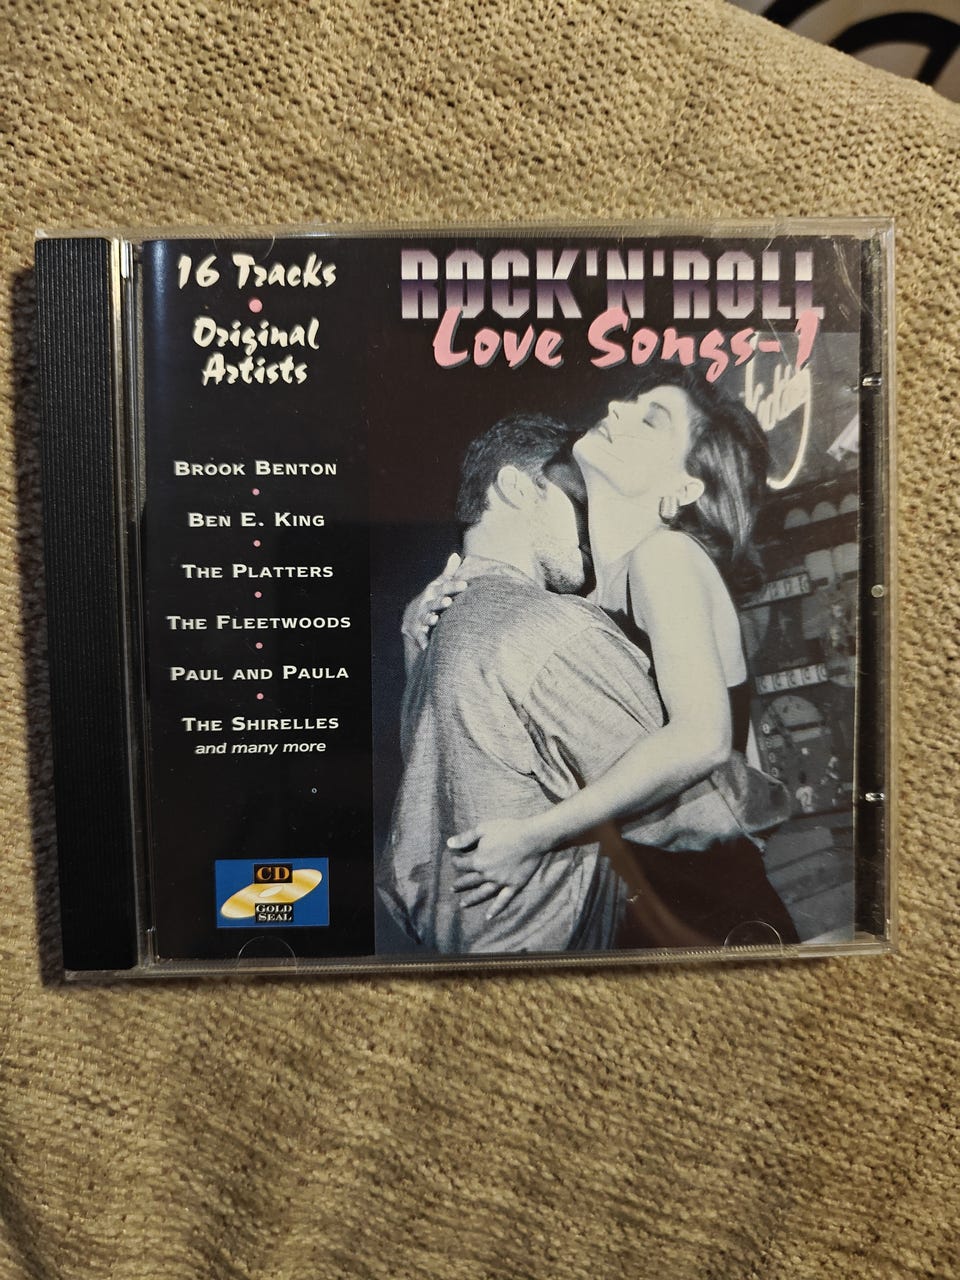 16 Tracks
Original
Artists
ROCK'N'ROLL
Love Songs-1
BROOK BENTON
BEN E. KING
THE PLATTERS
THE FLEETWOODS
PAUL AND PAULA
THE SHIRELLES
and many more
CD
GOLD
SEAL